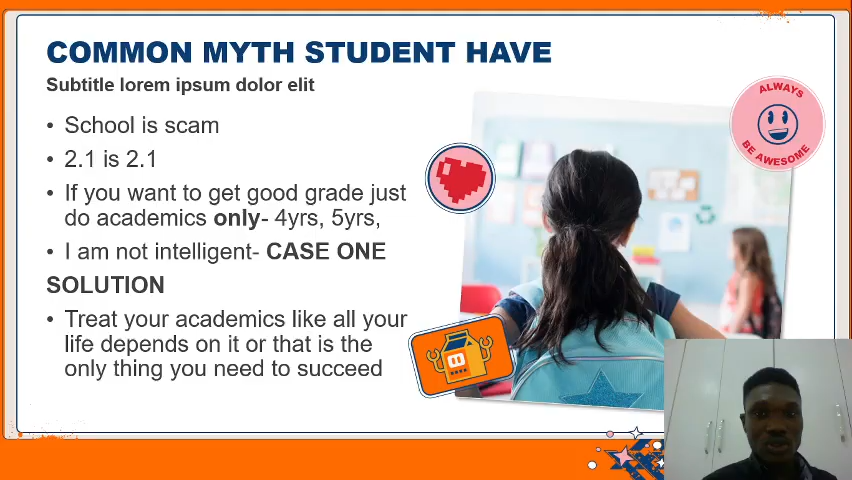 COMMON MYTH STUDENT HAVE
Subtitle lorem ipsum dolor elit
• School is scam
• 2.1 is 2.1
• If you want to get good grade just
do academics only- 4yrs, 5yrs,
• I am not intelligent- CASE ONE
SOLUTION
• Treat your academics like all your
life depends on it or that is the
only thing you need to succeed
ALWAYS
BE AWESOME